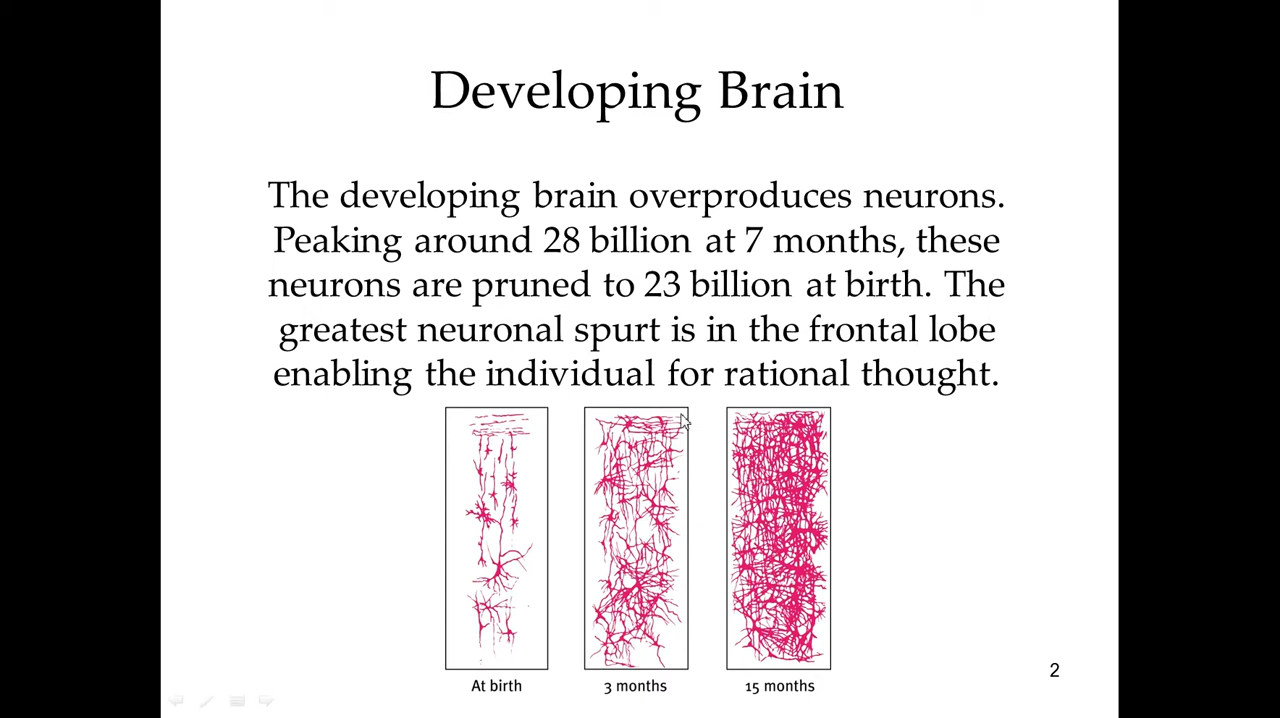 Developing Brain
The developing brain overproduces neurons.
Peaking around 28 billion at 7 months, these
neurons are pruned to 23 billion at birth. The
greatest neuronal spurt is in the frontal lobe
enabling the individual for rational thought.
At birth
3 months
15 months
2